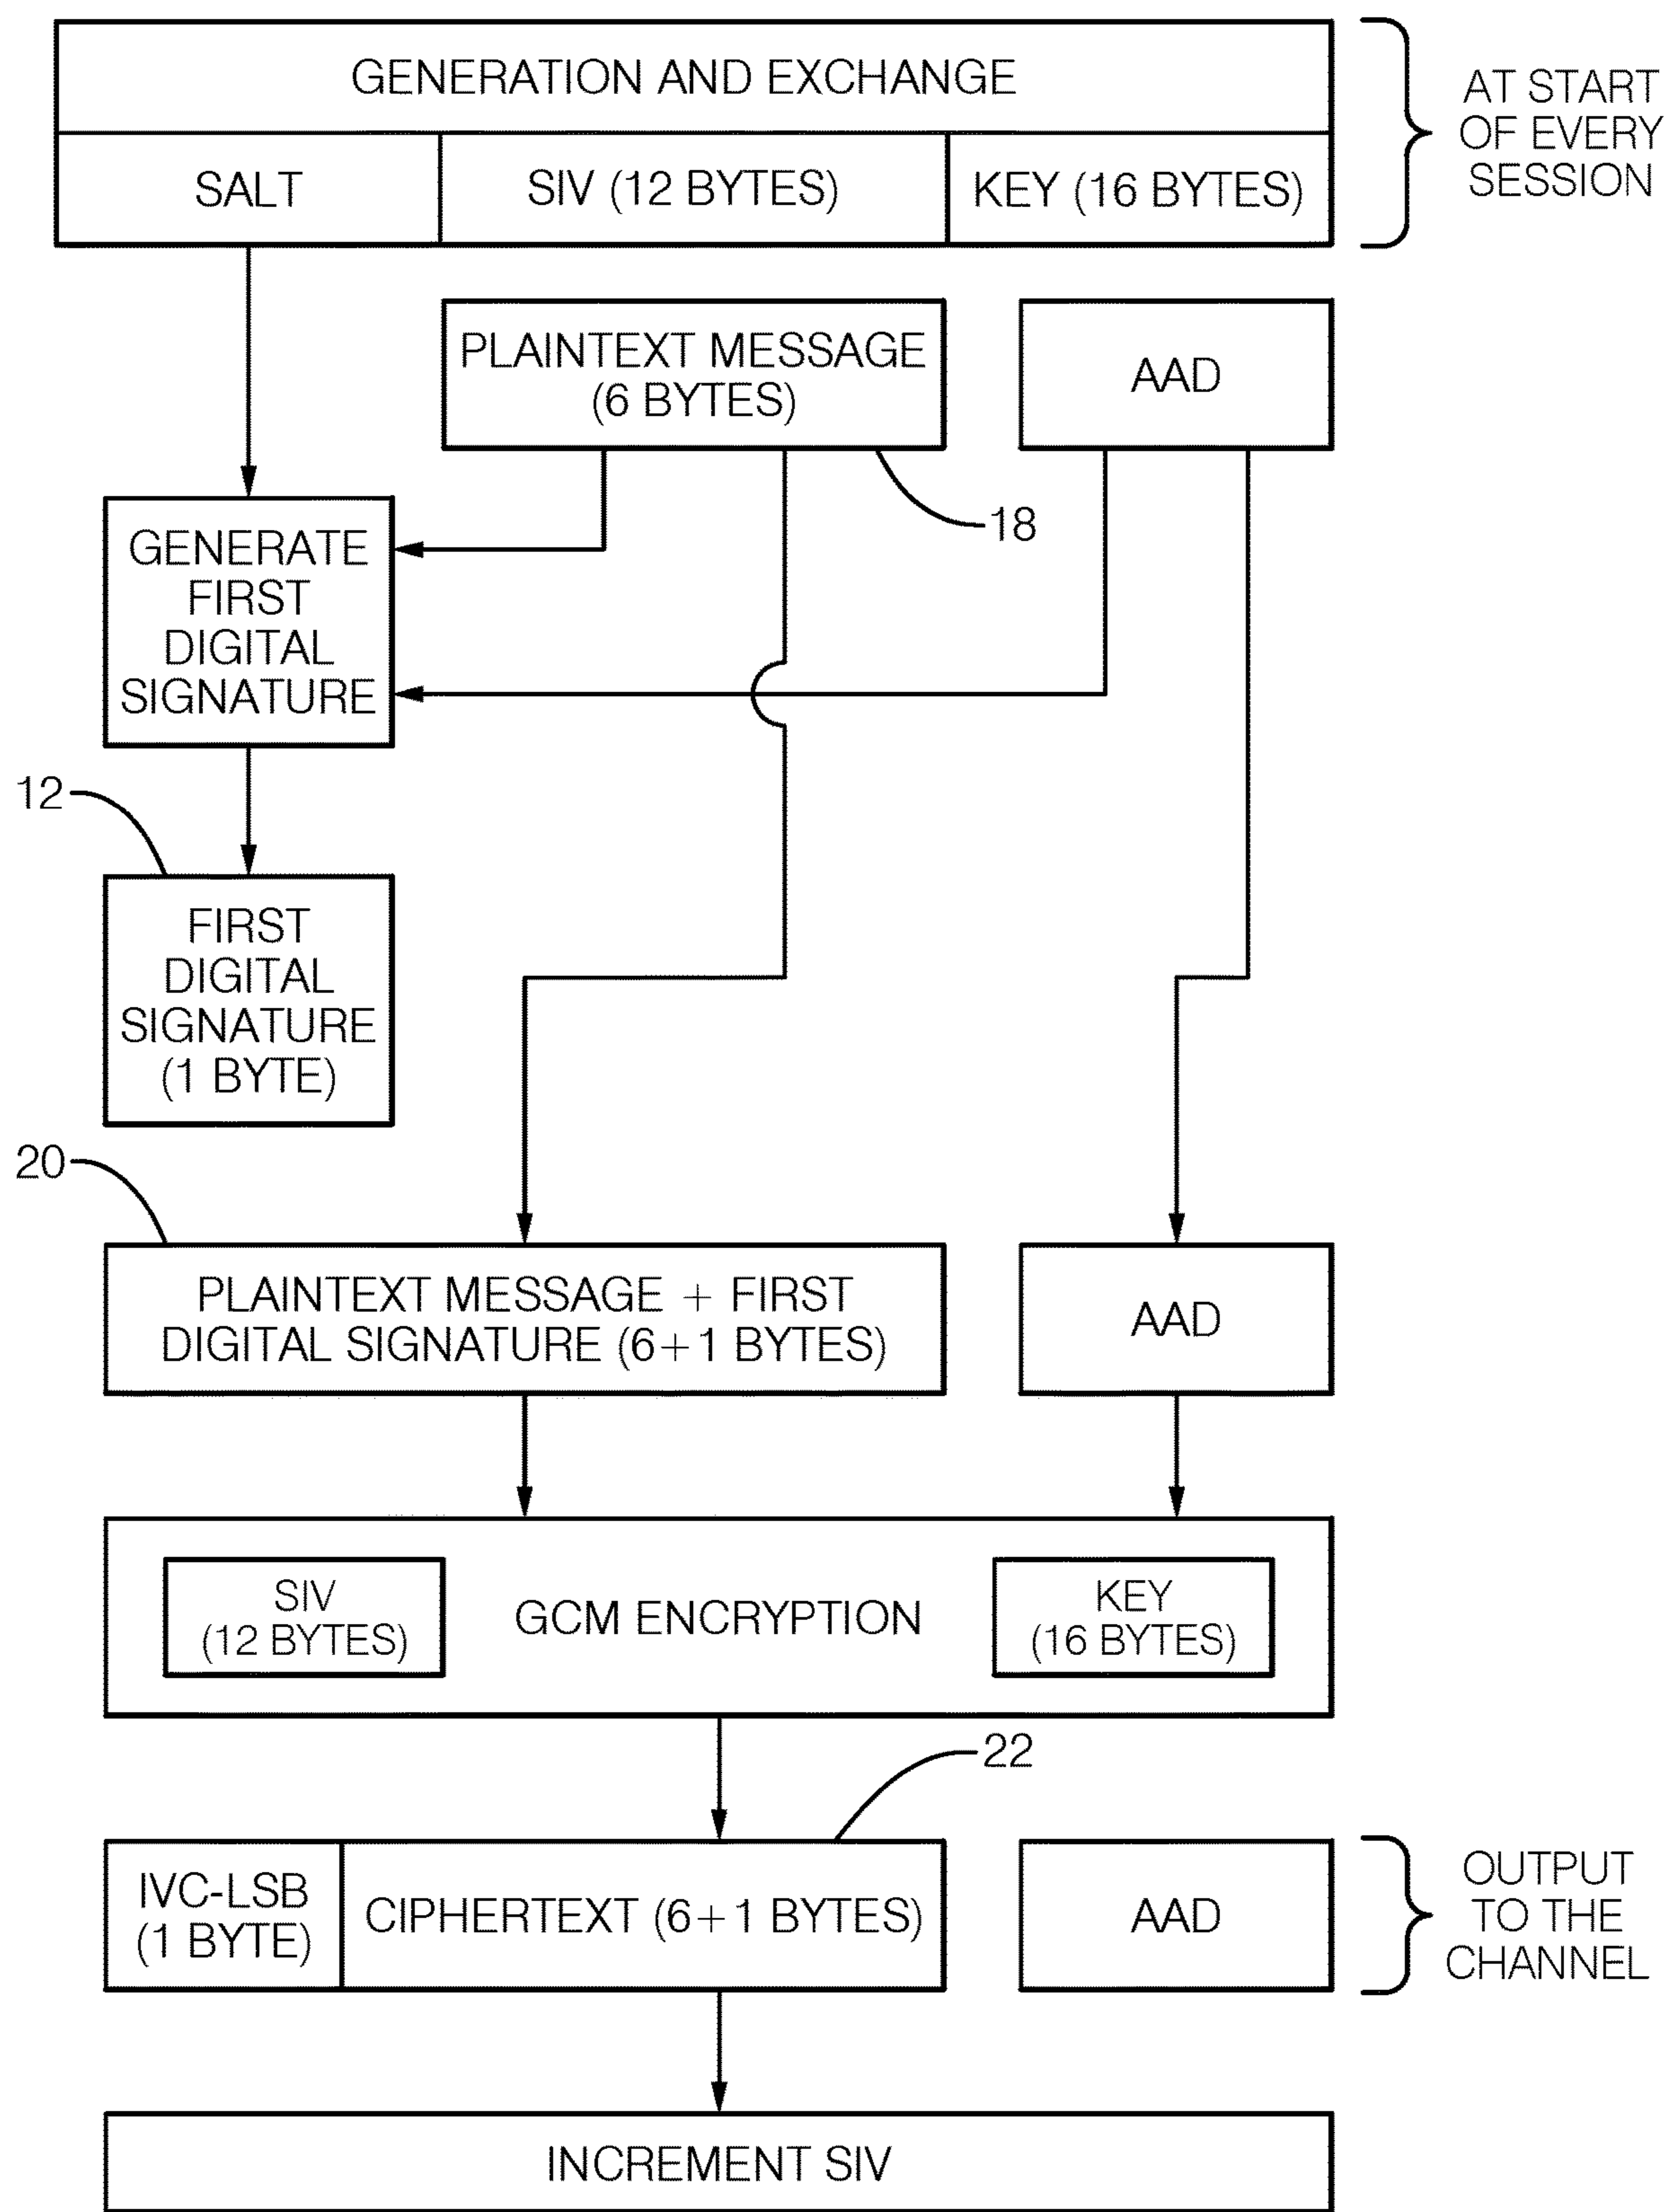 GENERATION AND EXCHANGE
SALT
SIV (12 BYTES)
KEY (16 BYTES)
AT START
OF EVERY
SESSION
PLAINTEXT MESSAGE
(6 BYTES)
AAD
18
GENERATE
FIRST
DIGITAL
SIGNATURE
12
FIRST
DIGITAL
SIGNATURE
(1 BYTE)
20
PLAINTEXT MESSAGE + FIRST
DIGITAL SIGNATURE (6+1 BYTES)
AAD
SIV
(12 BYTES)
GCM ENCRYPTION
KEY
(16 BYTES)
22
IVC-LSB
(1 BYTE)
CIPHERTEXT (6+1 BYTES)
AAD
OUTPUT
TO THE
CHANNEL
INCREMENT SIV